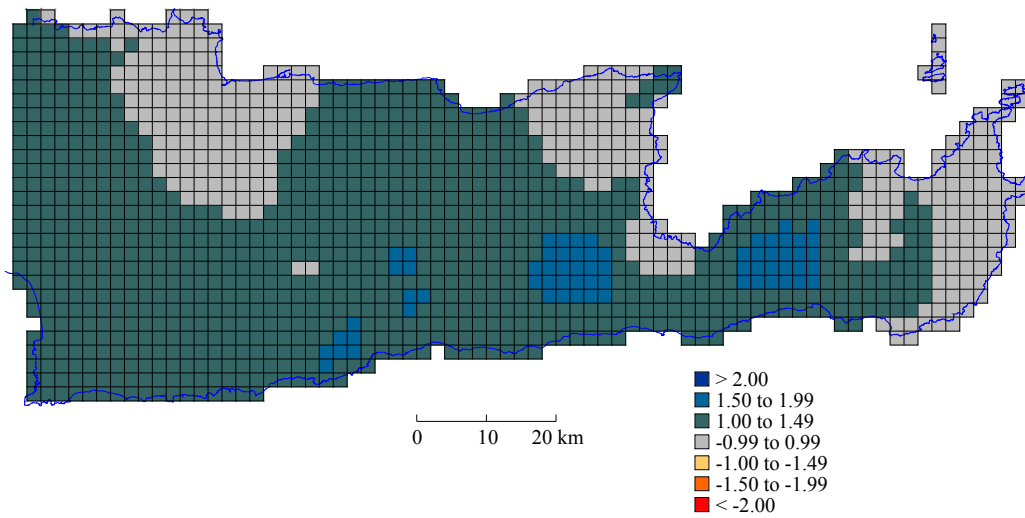 > 2.00
1.50 to 1.99
1.00 to 1.49
-0.99 to 0.99
-1.00 to -1.49
-1.50 to -1.99
< -2.00
0 10 20 km